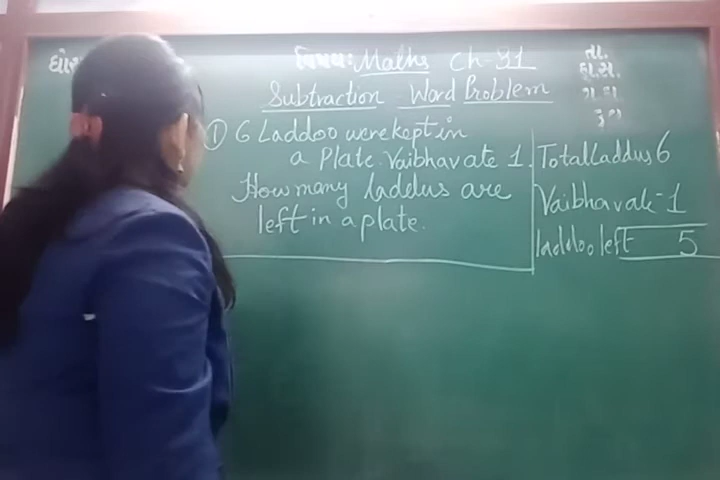 વિષય: Maths Ch-21
Subtraction Word Problem
① 6 Laddoo were kept in
a Plate. Vaibhav ate 1.
How many laddus are
left in a plate.
Total Laddus 6
Vaibhav ate - 1
laddoo left 5
તા.